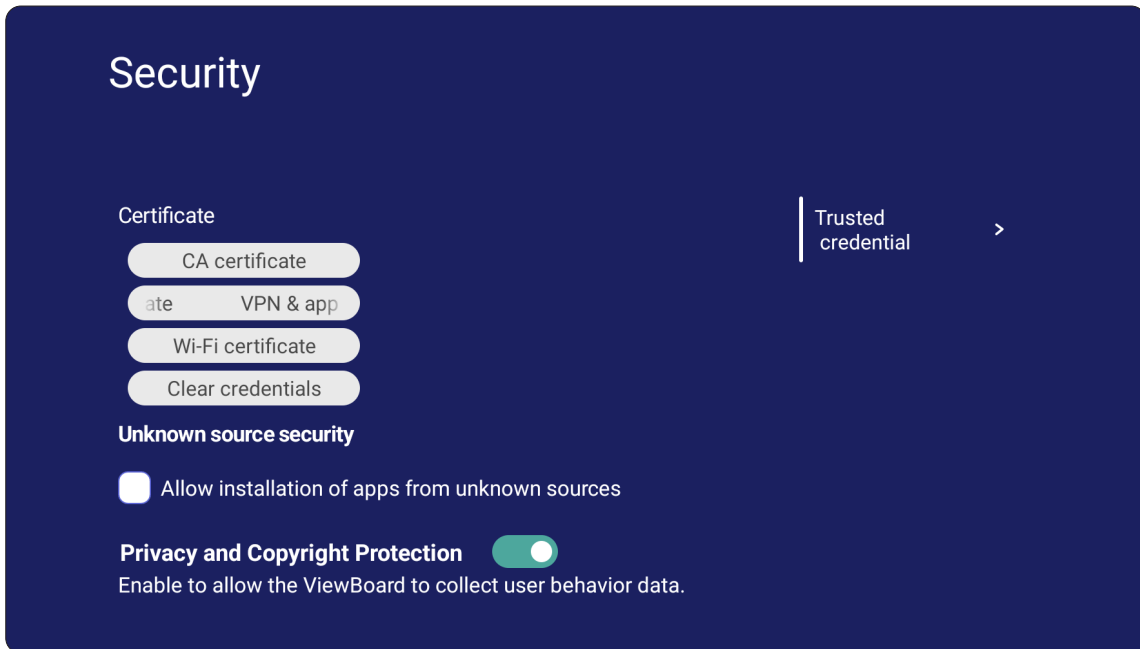 Security
Certificate
Trusted
credential
CA certificate
ate VPN & app
Wi-Fi certificate
Clear credentials
Unknown source security
Allow installation of apps from unknown sources
Privacy and Copyright Protection
Enable to allow the ViewBoard to collect user behavior data.